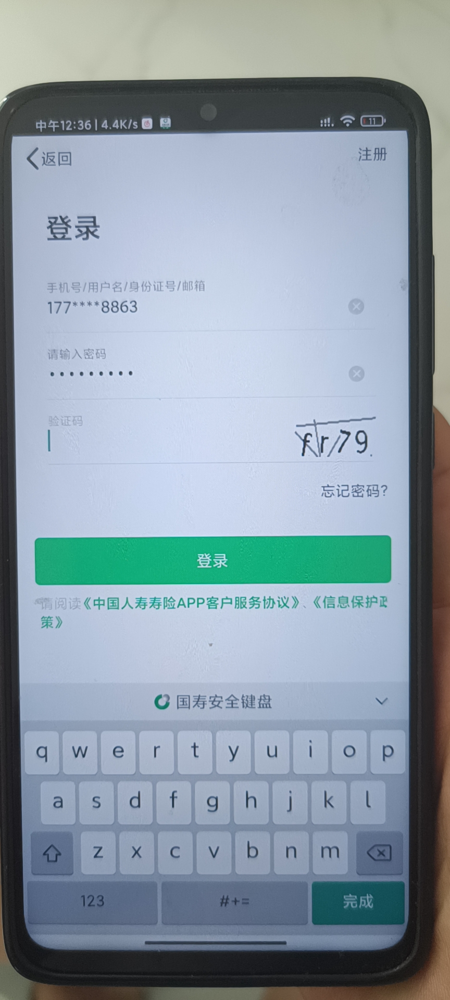 中午12:36 | 4.4K/s
11
返回
注册
登录
手机号/用户名/身份证号/邮箱
177****8863
请输入密码
•••••••••
验证码
fr79
忘记密码?
登录
请阅读《中国人寿寿险APP客户服务协议》、《信息保护政
策》
国寿安全键盘
q w e r t y u i o p
a s d f g h j k l
z x c v b n m
123 #+= 完成